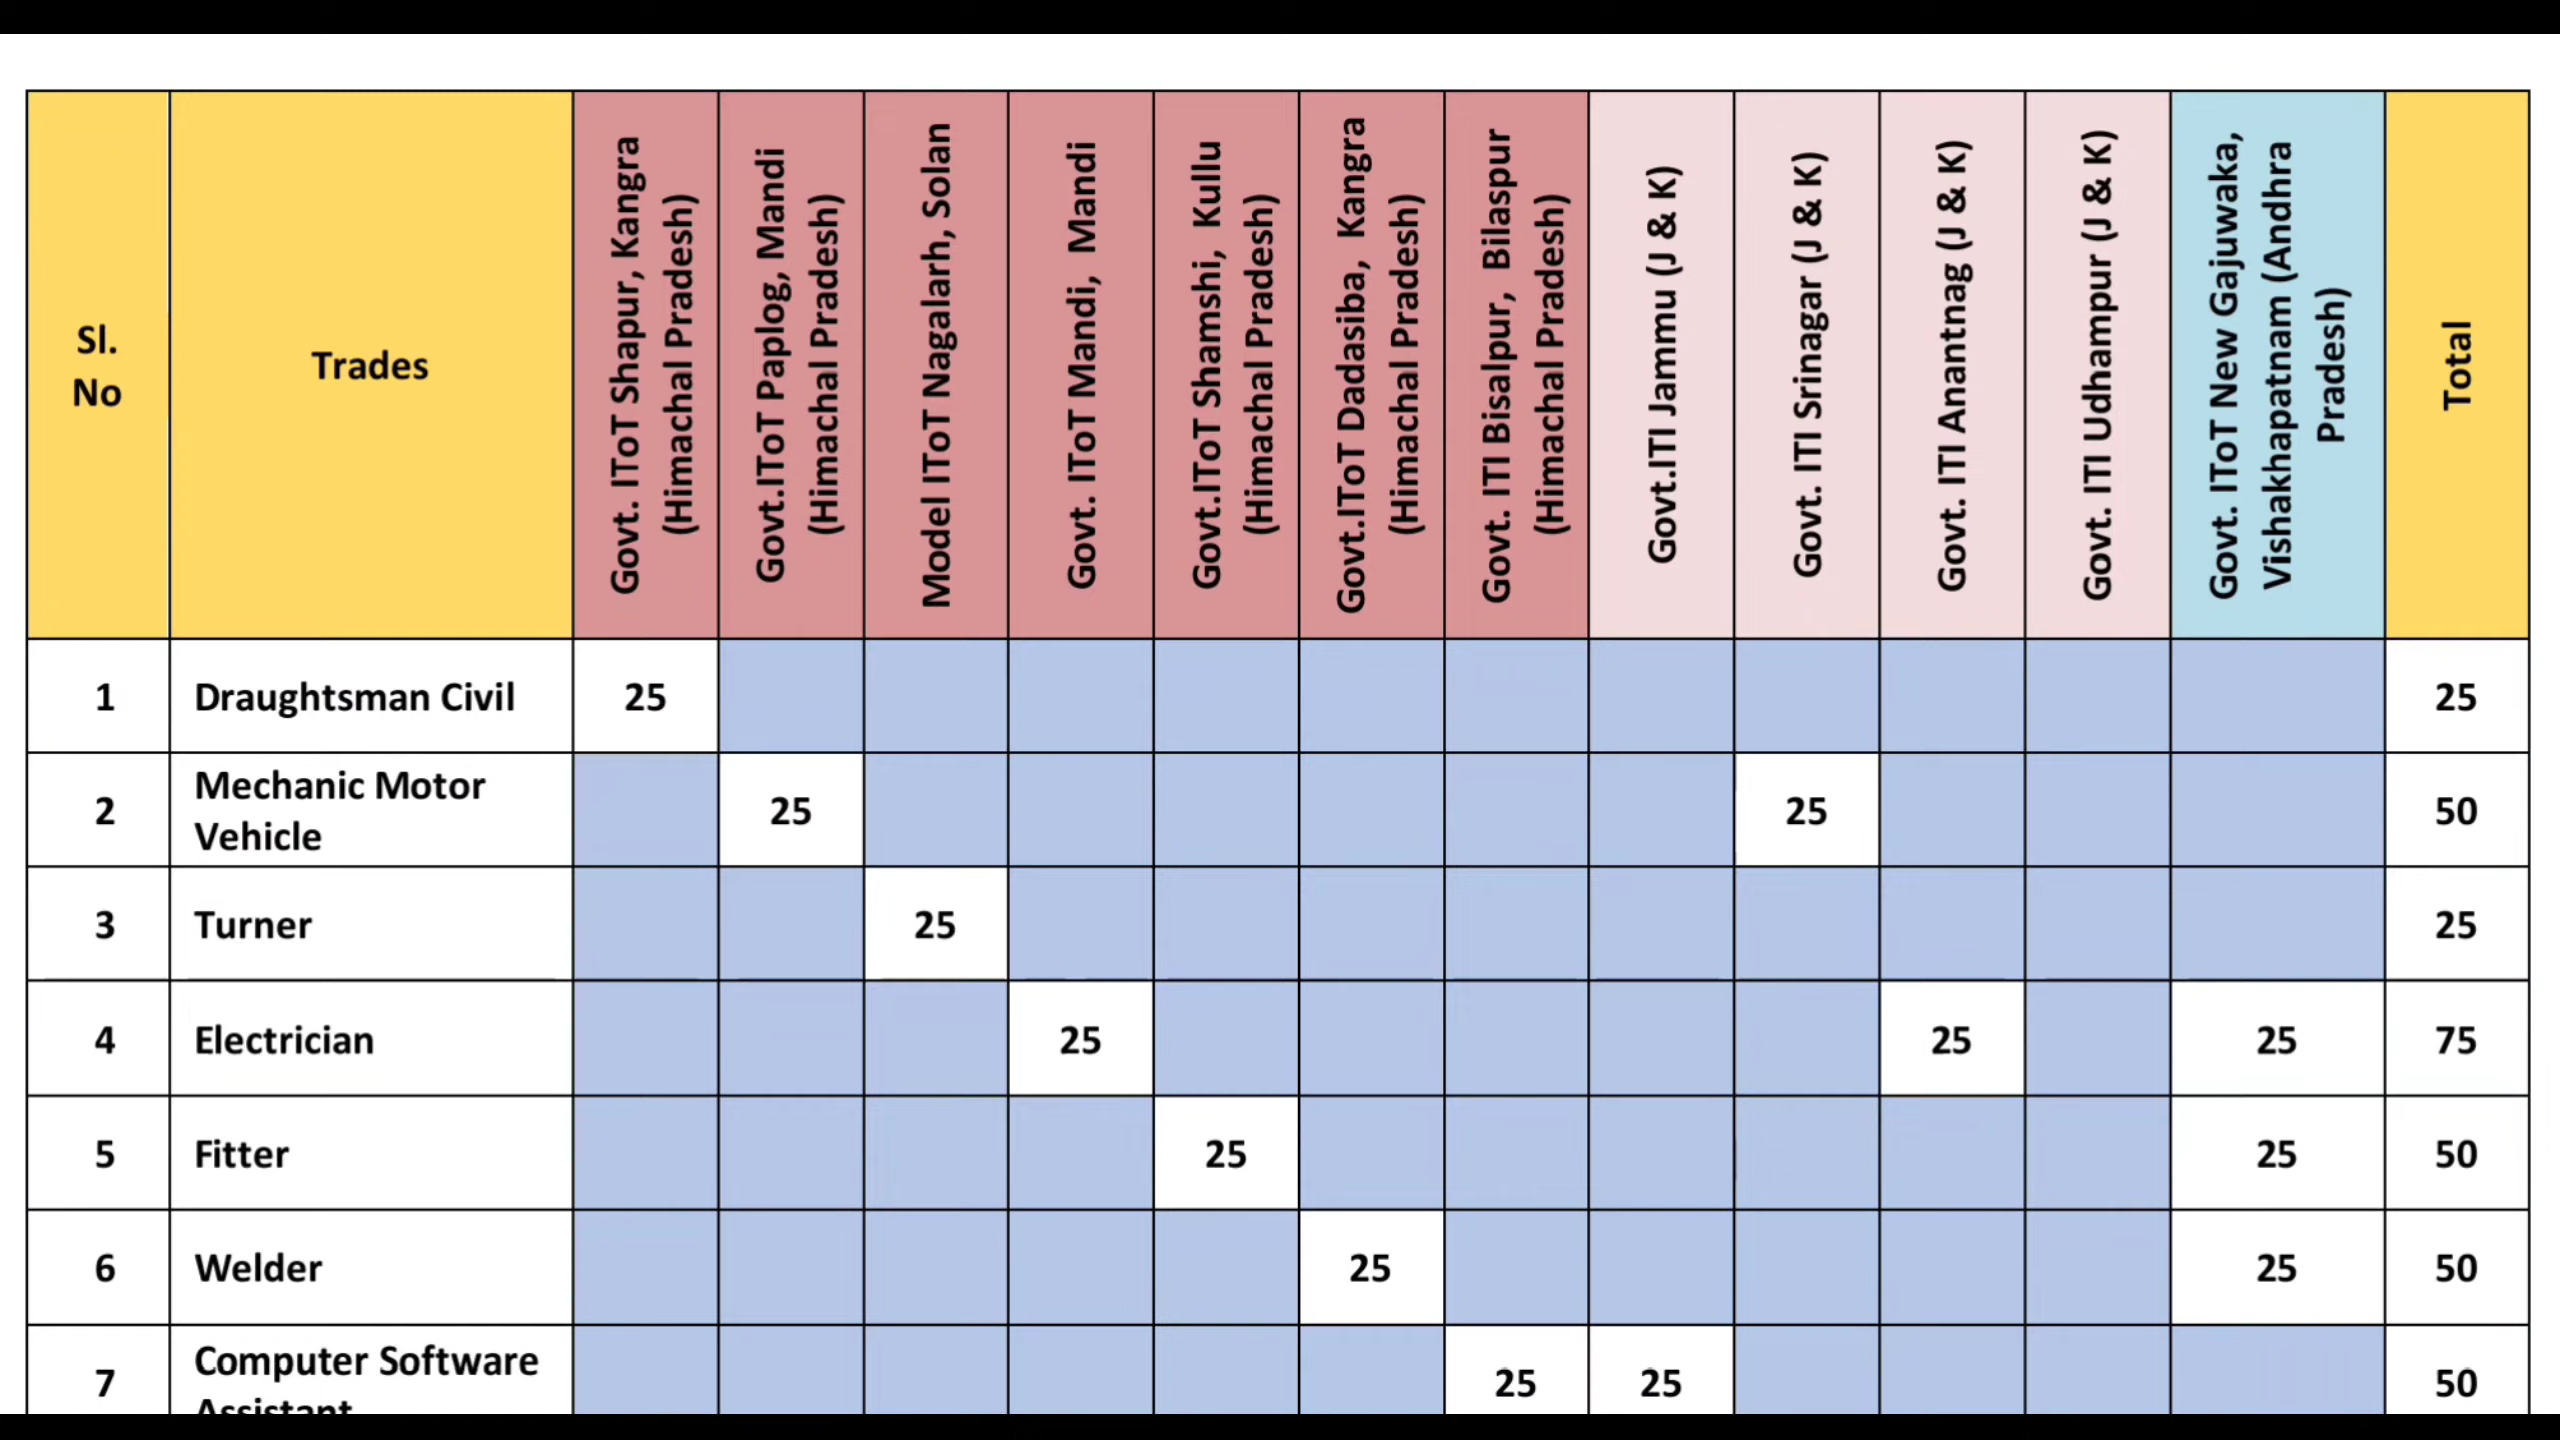 Sl.
No
Trades
Govt. IToT Shapur, Kangra
(Himachal Pradesh)
Govt.IToT Paplog, Mandi
(Himachal Pradesh)
Model IToT Nagalarh, Solan
Govt. IToT Mandi, Mandi
Govt.IToT Shamshi, Kullu
(Himachal Pradesh)
Govt.IToT Dadasiba, Kangra
(Himachal Pradesh)
Govt. ITI Bisalpur, Bilaspur
(Himachal Pradesh)
Govt.ITI Jammu (J & K)
Govt. ITI Srinagar (J & K)
Govt. ITI Anantnag (J & K)
Govt. ITI Udhampur (J & K)
Govt. IToT New Gajuwaka,
Vishakhapatnam (Andhra
Pradesh)
Total
1 Draughtsman Civil 25 25
2 Mechanic Motor
Vehicle 25 25 50
3 Turner 25 25
4 Electrician 25 25 25 75
5 Fitter 25 25 50
6 Welder 25 25 50
7 Computer Software
Assistant 25 25 50